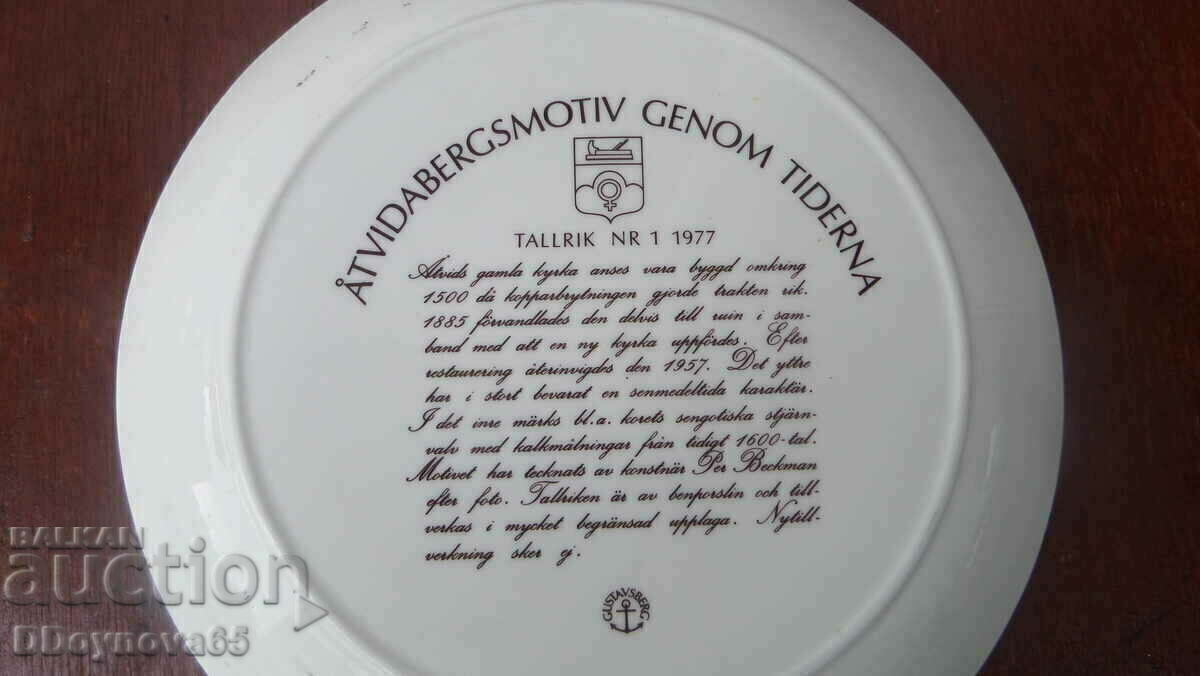 ÅTVIDABERGSMOTIV GENOM TIDERNA
TALLRIK NR 1 1977
Åtvids gamla kyrka anses vara byggd omkring
1500 då kopparbrytningen gjorde trakten rik.
1885 förvandlades den delvis till ruin i sam-
band med att en ny kyrka uppfördes. Efter
restaurering återinvigdes den 1957. Det yttre
har i stort bevarat en senmedeltida karaktär.
I det inre märks bl.a. korets sengotiska stjärn-
valv med kalkmålningar från tidigt 1600-tal.
Motivet har tecknats av konstnär Per Beckman
efter foto. Tallriken är av benporslin och till-
verkas i mycket begränsad upplaga. Nytill-
verkning sker ej.
GUSTAVSBERG
BALKAN
auction
DDoynova65